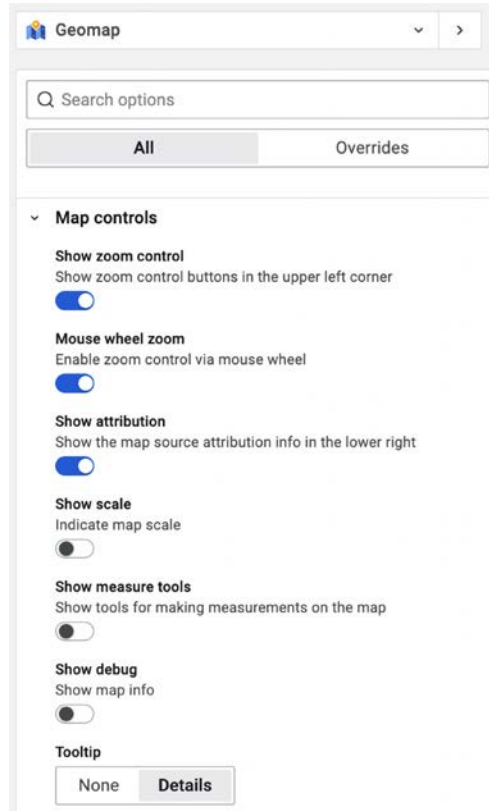 Geomap
Search options
All Overrides
Map controls
Show zoom control
Show zoom control buttons in the upper left corner
Mouse wheel zoom
Enable zoom control via mouse wheel
Show attribution
Show the map source attribution info in the lower right
Show scale
Indicate map scale
Show measure tools
Show tools for making measurements on the map
Show debug
Show map info
Tooltip
None Details